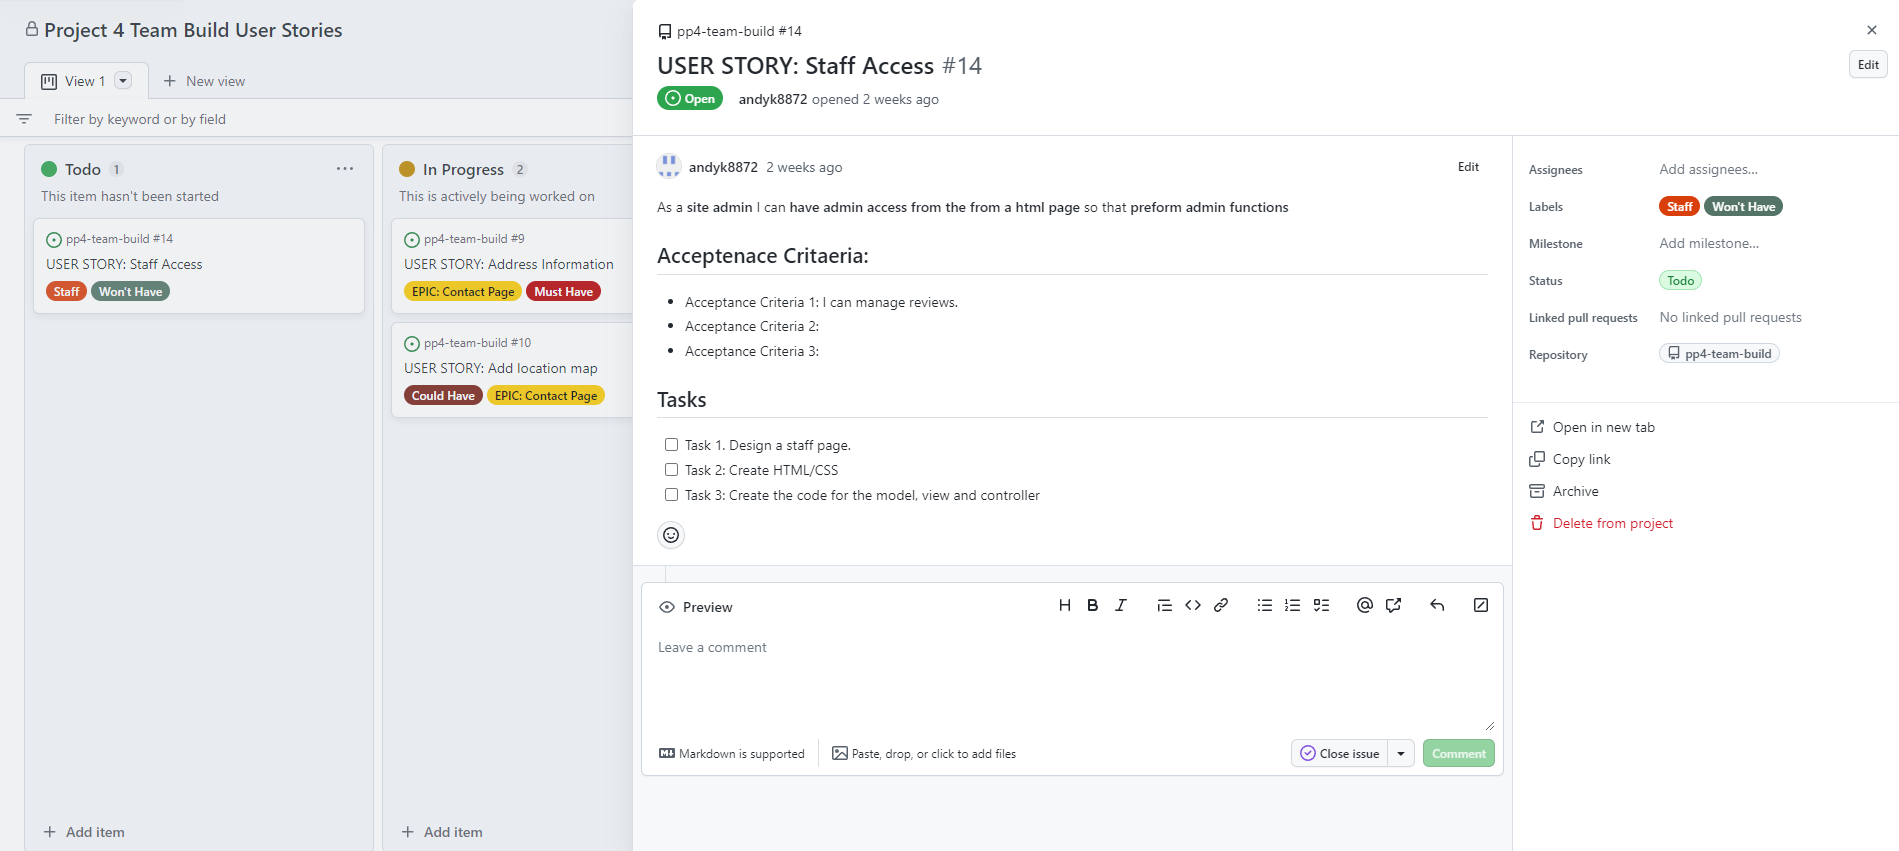 Project 4 Team Build User Stories
View 1
New view
Filter by keyword or by field
Todo 1
This item hasn't been started
pp4-team-build #14
USER STORY: Staff Access
Staff Won't Have
Add item
In Progress 2
This is actively being worked on
pp4-team-build #9
USER STORY: Address Information
EPIC: Contact Page Must Have
pp4-team-build #10
USER STORY: Add location map
Could Have EPIC: Contact Page
Add item
pp4-team-build #14
USER STORY: Staff Access #14
Edit
Open andyk8872 opened 2 weeks ago
andyk8872 2 weeks ago
Edit
As a site admin I can have admin access from the from a html page so that preform admin functions
Acceptenace Critaeria:
Acceptance Criteria 1: I can manage reviews.
Acceptance Criteria 2:
Acceptance Criteria 3:
Tasks
Task 1. Design a staff page.
Task 2: Create HTML/CSS
Task 3: Create the code for the model, view and controller
Preview
Leave a comment
Markdown is supported
Paste, drop, or click to add files
Close issue
Comment
Assignees Add assignees...
Labels Staff Won't Have
Milestone Add milestone...
Status Todo
Linked pull requests No linked pull requests
Repository pp4-team-build
Open in new tab
Copy link
Archive
Delete from project